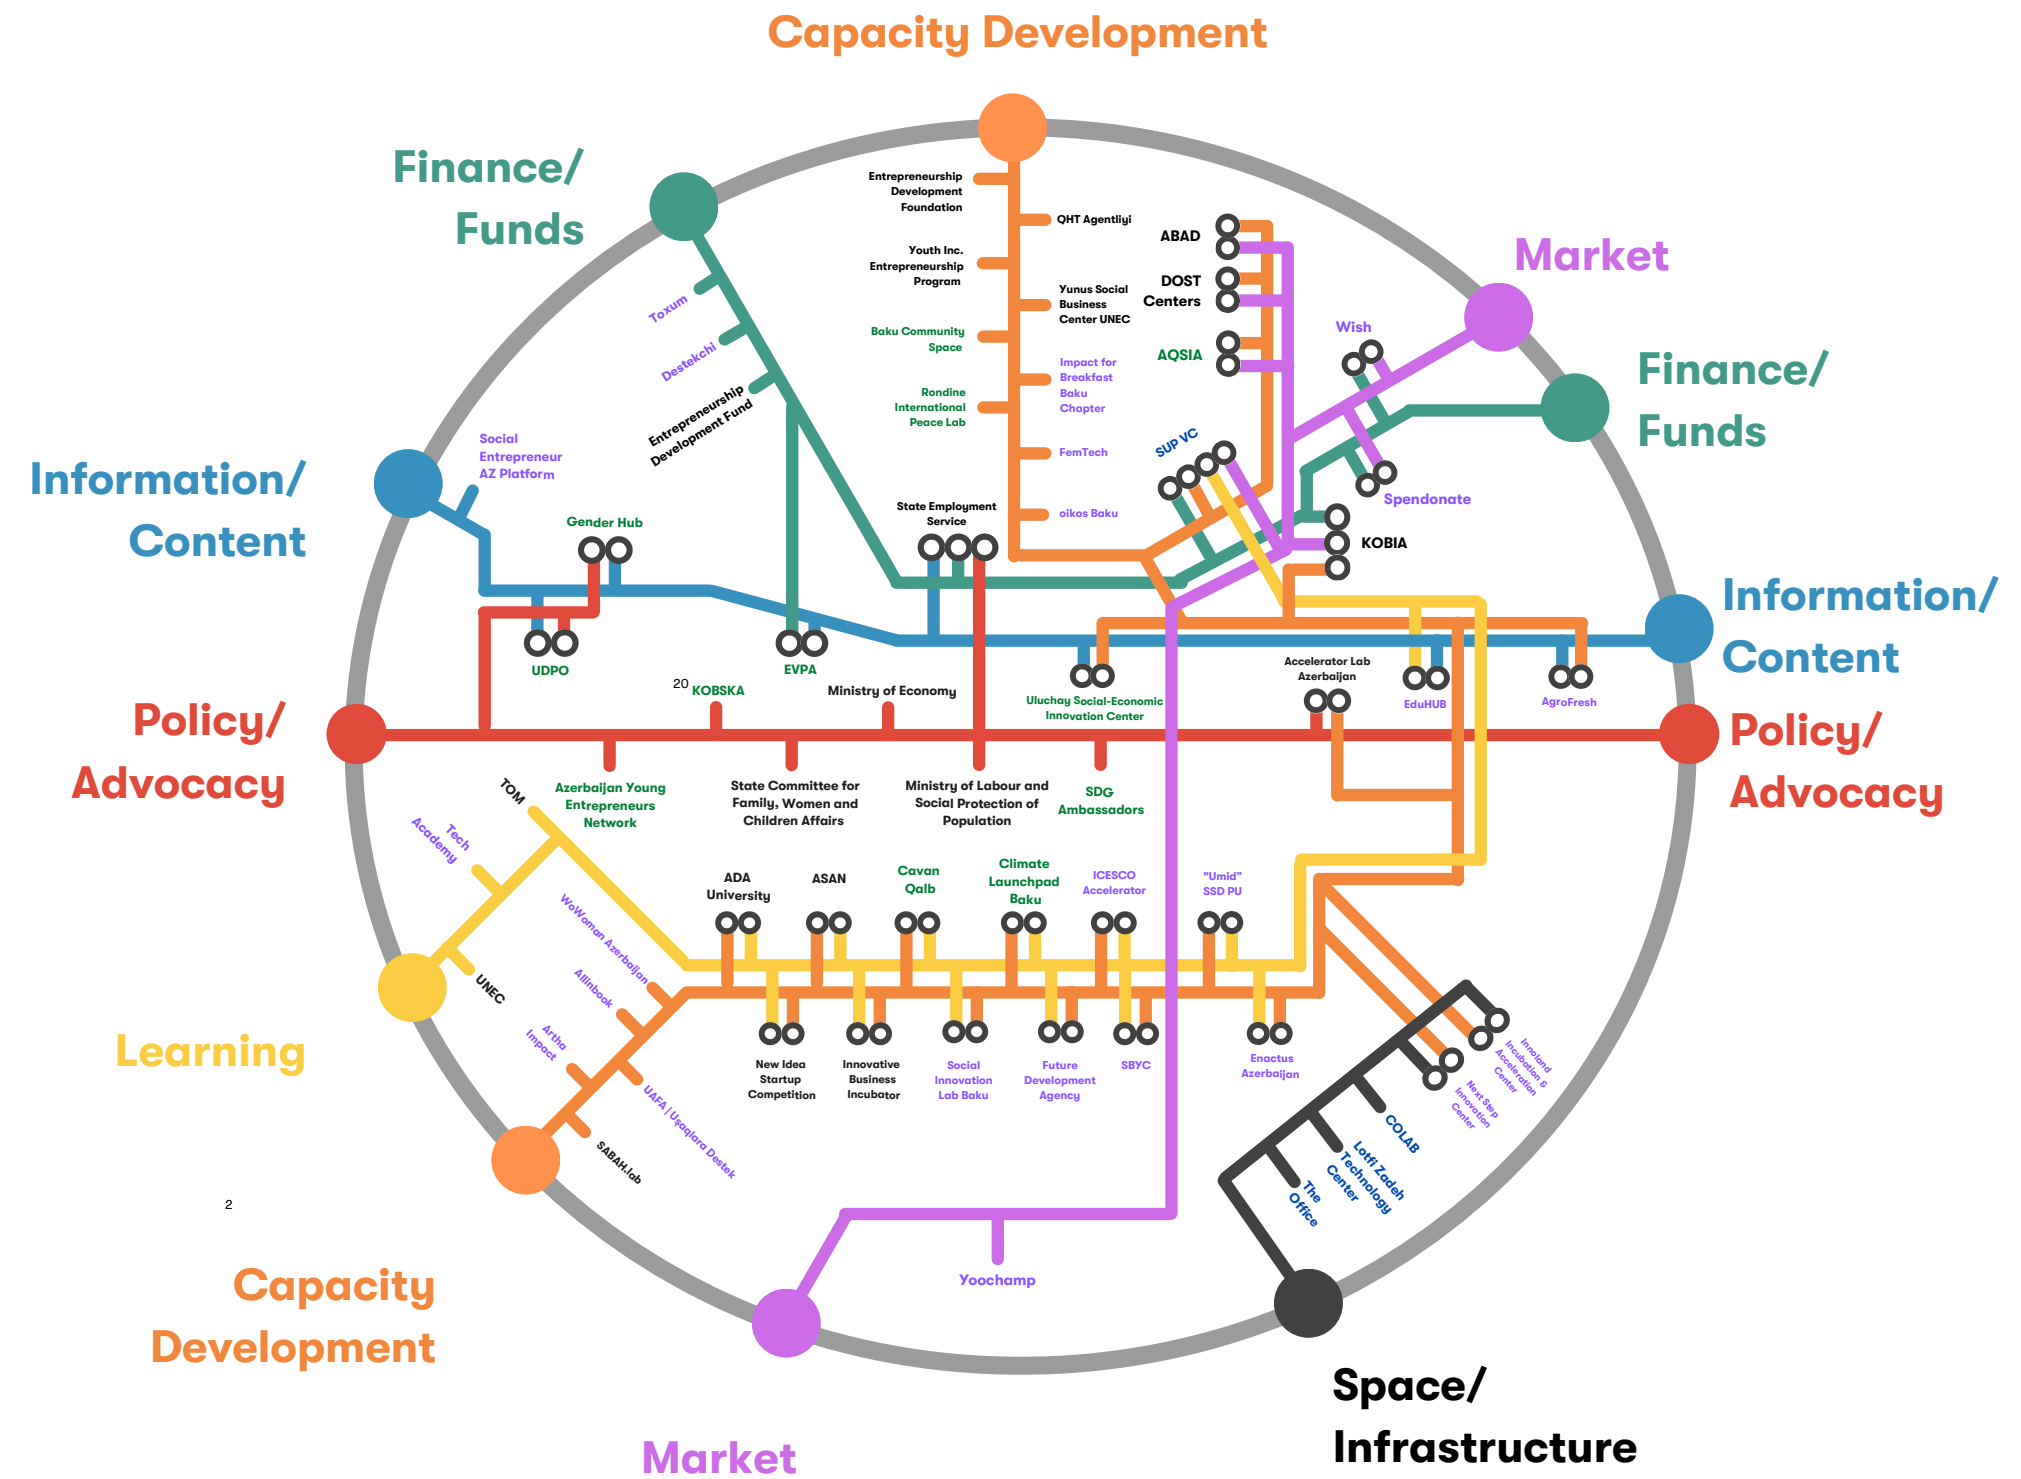 Capacity Development
Finance/
Funds
Market
Finance/
Funds
Information/
Content
Information/
Content
Policy/
Advocacy
Policy/
Advocacy
Learning
Capacity
Development
Market
Space/
Infrastructure
Entrepreneurship
Development
Foundation
QHT Agentliyi
Youth Inc.
Entrepreneurship
Program
Yunus Social
Business
Center UNEC
Baku Community
Space
Impact for
Breakfast
Baku
Chapter
Rondine
International
Peace Lab
FemTech
oikos Baku
ABAD
DOST
Centers
AQSIA
SUP VC
Wish
Spendonate
KOBIA
Toxum
Destekchi
Entrepreneurship
Development Fund
Social
Entrepreneur
AZ Platform
Gender Hub
State Employment
Service
UDPO
EVPA
20
KOBSKA
Ministry of Economy
Uluchay Social-Economic
Innovation Center
Accelerator Lab
Azerbaijan
EduHUB
AgroFresh
Azerbaijan Young
Entrepreneurs
Network
State Committee for
Family, Women and
Children Affairs
Ministry of Labour and
Social Protection of
Population
SDG
Ambassadors
TOM
Tech
Academy
UNEC
WoWoman Azerbaijan
Allinbook
Artha
Impact
UAFA | Uşaqlara Destek
SABAH.lab
ADA
University
ASAN
Cavan
Qalb
Climate
Launchpad
Baku
ICESCO
Accelerator
"Umid"
SSD PU
New Idea
Startup
Competition
Innovative
Business
Incubator
Social
Innovation
Lab Baku
Future
Development
Agency
SBYC
Enactus
Azerbaijan
Innoland
Incubation &
Acceleration
Center
Next Step
Innovation
Center
COLAB
Lotfi Zadeh
Technology
Center
The
Office
Yoochamp
2